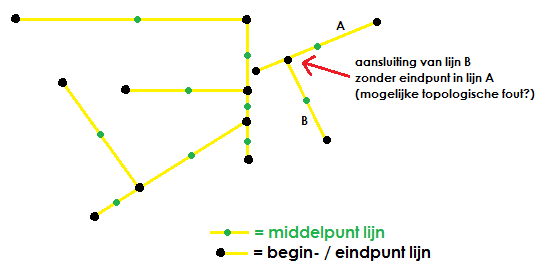 A
aansluiting van lijn B
zonder eindpunt in lijn A
(mogelijke topologische fout?)
B
= middelpunt lijn
= begin- / eindpunt lijn